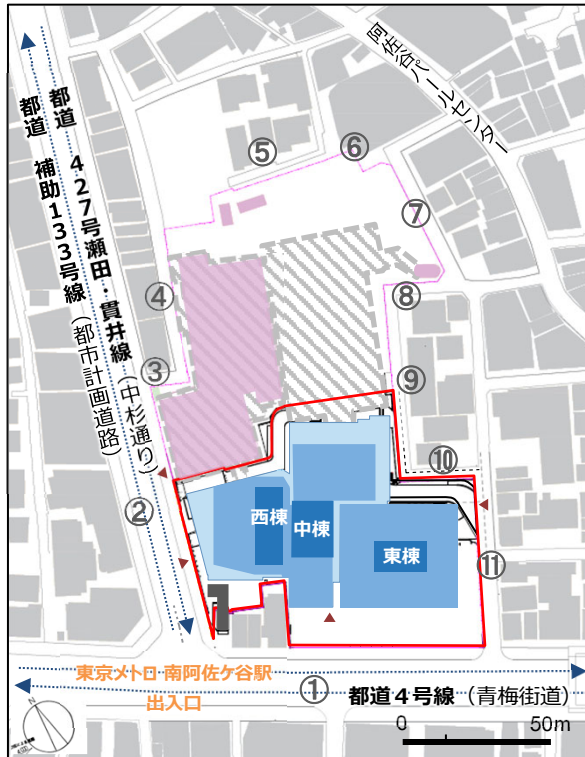 阿佐谷パールセンター
都道 427号瀬田・貫井線（中杉通り）
都道 補助133号線（都市計画道路）
⑤
⑥
⑦
④
⑧
③
⑨
⑩
②
西棟
中棟
東棟
⑪
東京メトロ 南阿佐ケ谷駅
出入口
①
都道4号線（青梅街道）
0
50m
N